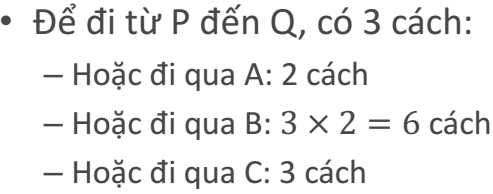 • Để đi từ P đến Q, có 3 cách:
– Hoặc đi qua A: 2 cách
– Hoặc đi qua B: 3 × 2 = 6 cách
– Hoặc đi qua C: 3 cách